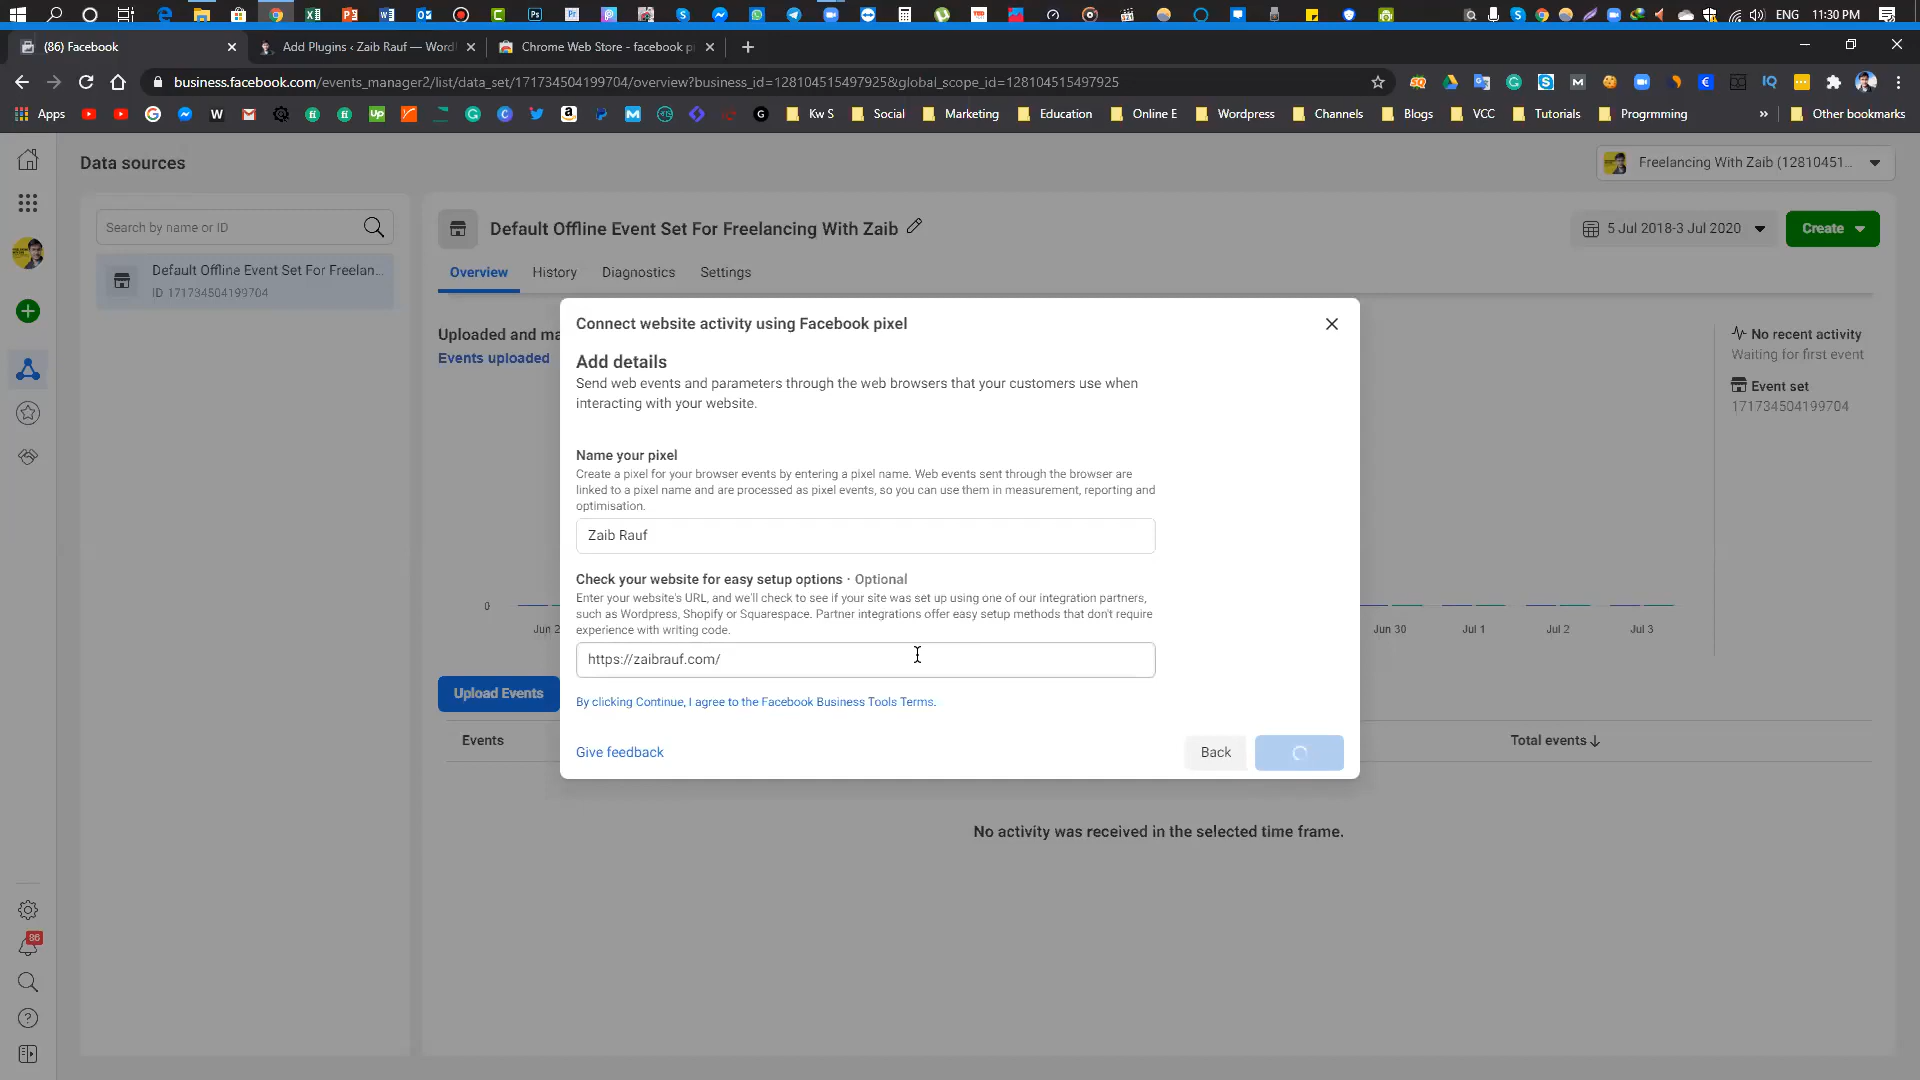 ENG 11:30 PM
(86) Facebook
Add Plugins ‹ Zaib Rauf — Word
Chrome Web Store - facebook p
business.facebook.com/events_manager2/list/data_set/171734504199704/overview?business_id=128104515497925&global_scope_id=128104515497925
Apps
Kw S
Social
Marketing
Education
Online E
Wordpress
Channels
Blogs
VCC
Tutorials
Progrmming
»
Other bookmarks
Data sources
Freelancing With Zaib (12810451...
Search by name or ID
Default Offline Event Set For Freelan...
ID 171734504199704
Default Offline Event Set For Freelancing With Zaib
5 Jul 2018-3 Jul 2020
Create
Overview
History
Diagnostics
Settings
Uploaded and ma
Events uploaded
No recent activity
Waiting for first event
Event set
171734504199704
Connect website activity using Facebook pixel
Add details
Send web events and parameters through the web browsers that your customers use when
interacting with your website.
Name your pixel
Create a pixel for your browser events by entering a pixel name. Web events sent through the browser are
linked to a pixel name and are processed as pixel events, so you can use them in measurement, reporting and
optimisation.
Zaib Rauf
Check your website for easy setup options · Optional
Enter your website's URL, and we'll check to see if your site was set up using one of our integration partners,
such as Wordpress, Shopify or Squarespace. Partner integrations offer easy setup methods that don't require
experience with writing code.
https://zaibrauf.com/
By clicking Continue, I agree to the Facebook Business Tools Terms.
Give feedback
Back
0
Jun 2
Jun 30
Jul 1
Jul 2
Jul 3
Upload Events
Events
Total events
No activity was received in the selected time frame.
86